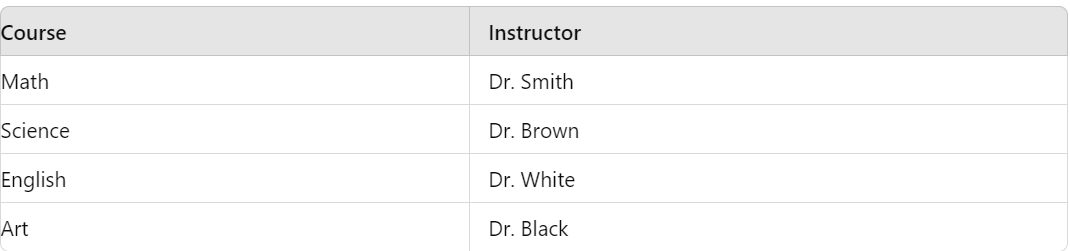 Course Instructor
Math Dr. Smith
Science Dr. Brown
English Dr. White
Art Dr. Black